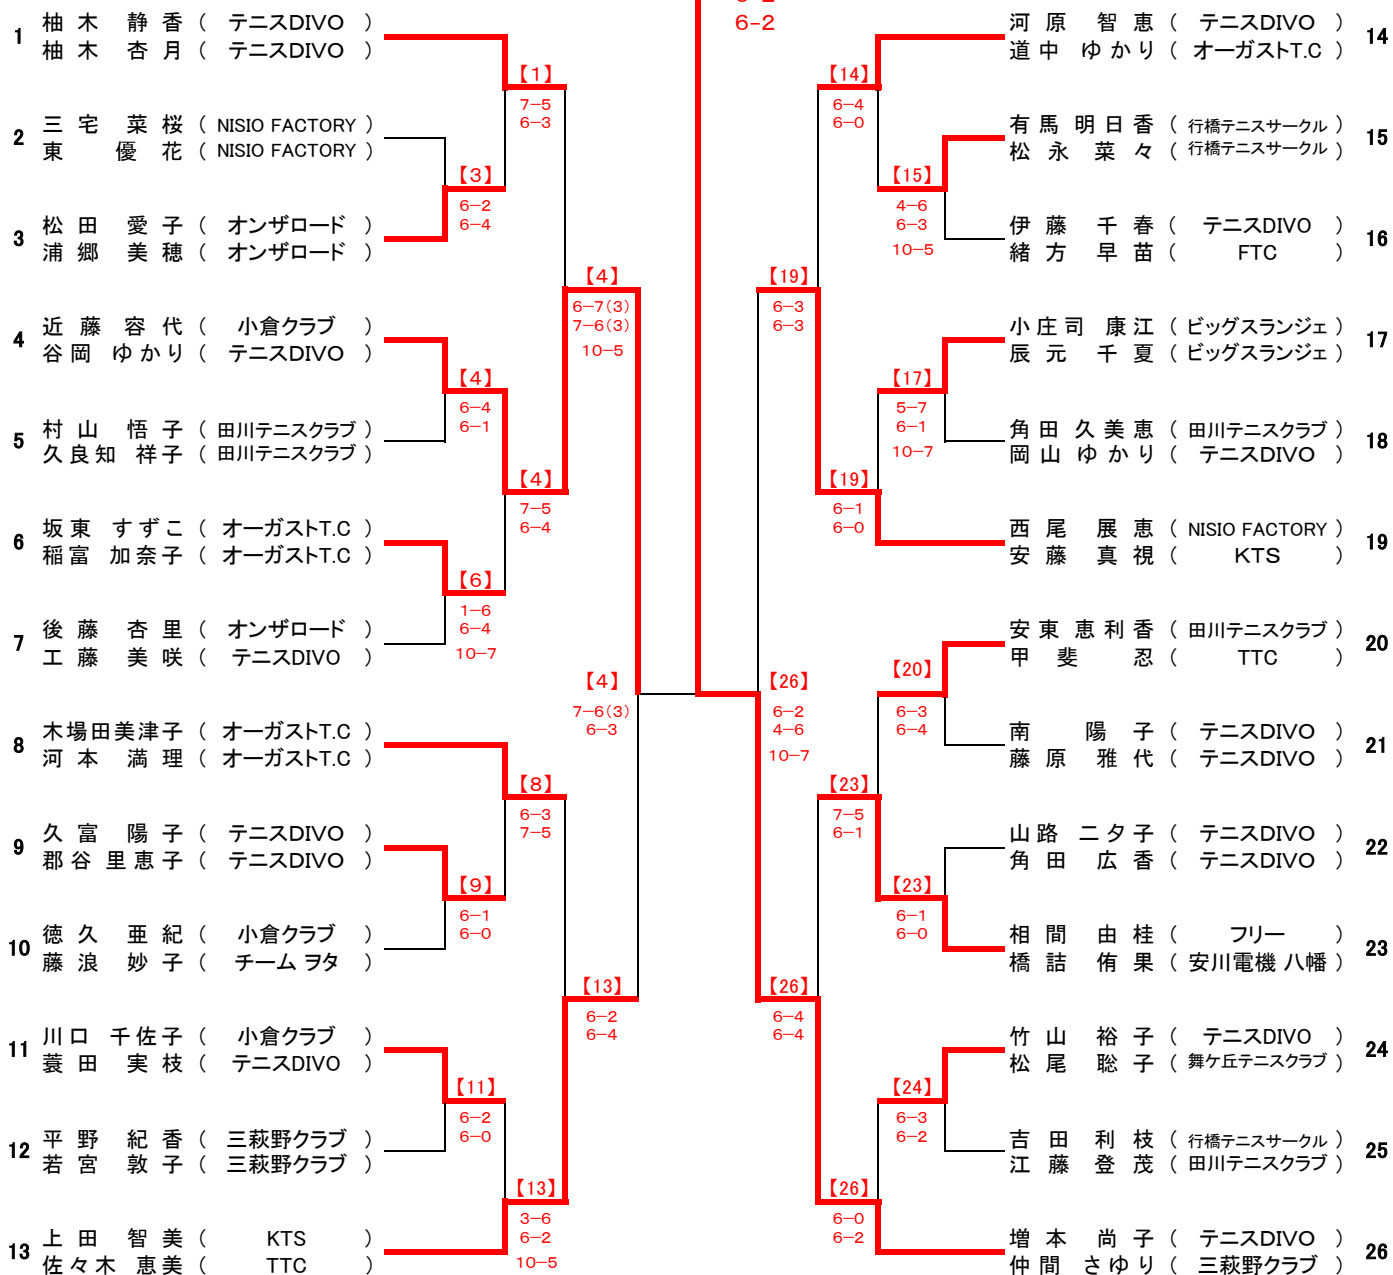 6-2
1 柚木 静香 ( テニスDIVO )
柚木 杏月 ( テニスDIVO )
【1】
7-5
6-3
2 三宅 菜桜 ( NISIO FACTORY )
東 優花 ( NISIO FACTORY )
【3】
6-2
6-4
3 松田 愛子 ( オンザロード )
浦郷 美穂 ( オンザロード )
【4】
6-7(3)
7-6(3)
10-5
4 近藤 容代 ( 小倉クラブ )
谷岡 ゆかり ( テニスDIVO )
【4】
6-4
6-1
5 村山 悟子 ( 田川テニスクラブ )
久良知 祥子 ( 田川テニスクラブ )
【4】
7-5
6-4
6 坂東 すずこ ( オーガストT.C )
稲富 加奈子 ( オーガストT.C )
【6】
1-6
6-4
10-7
7 後藤 杏里 ( オンザロード )
工藤 美咲 ( テニスDIVO )
【4】
7-6(3)
6-3
8 木場田美津子 ( オーガストT.C )
河本 満理 ( オーガストT.C )
【8】
6-3
7-5
9 久富 陽子 ( テニスDIVO )
郡谷 里恵子 ( テニスDIVO )
【9】
6-1
6-0
10 徳久 亜紀 ( 小倉クラブ )
藤浪 妙子 ( チーム ヲタ )
【13】
6-2
6-4
11 川口 千佐子 ( 小倉クラブ )
蓑田 実枝 ( テニスDIVO )
【11】
6-2
6-0
12 平野 紀香 ( 三萩野クラブ )
若宮 敦子 ( 三萩野クラブ )
【13】
3-6
6-2
10-5
13 上田 智美 ( KTS )
佐々木 恵美 ( TTC )
河原 智恵 ( テニスDIVO ) 14
道中 ゆかり ( オーガストT.C )
【14】
6-4
6-0
有馬 明日香 ( 行橋テニスサークル ) 15
松永 菜々 ( 行橋テニスサークル )
【15】
4-6
6-3
10-5
伊藤 千春 ( テニスDIVO ) 16
緒方 早苗 ( FTC )
【19】
6-3
6-3
小庄司 康江 ( ビッグスランジェ ) 17
辰元 千夏 ( ビッグスランジェ )
【17】
5-7
6-1
10-7
角田 久美恵 ( 田川テニスクラブ ) 18
岡山 ゆかり ( テニスDIVO )
【19】
6-1
6-0
西尾 展恵 ( NISIO FACTORY ) 19
安藤 真視 ( KTS )
安東 恵利香 ( 田川テニスクラブ ) 20
甲斐 忍 ( TTC )
【20】
6-3
6-4
【26】
6-2
4-6
10-7
南 陽子 ( テニスDIVO ) 21
藤原 雅代 ( テニスDIVO )
【23】
7-5
6-1
山路 二夕子 ( テニスDIVO ) 22
角田 広香 ( テニスDIVO )
【23】
6-1
6-0
相間 由桂 ( フリー ) 23
橋詰 侑果 ( 安川電機 八幡 )
【26】
6-4
6-4
竹山 裕子 ( テニスDIVO ) 24
松尾 聡子 ( 舞ケ丘テニスクラブ )
【24】
6-3
6-2
吉田 利枝 ( 行橋テニスサークル ) 25
江藤 登茂 ( 田川テニスクラブ )
【26】
6-0
6-2
増本 尚子 ( テニスDIVO ) 26
仲間 さゆり ( 三萩野クラブ )